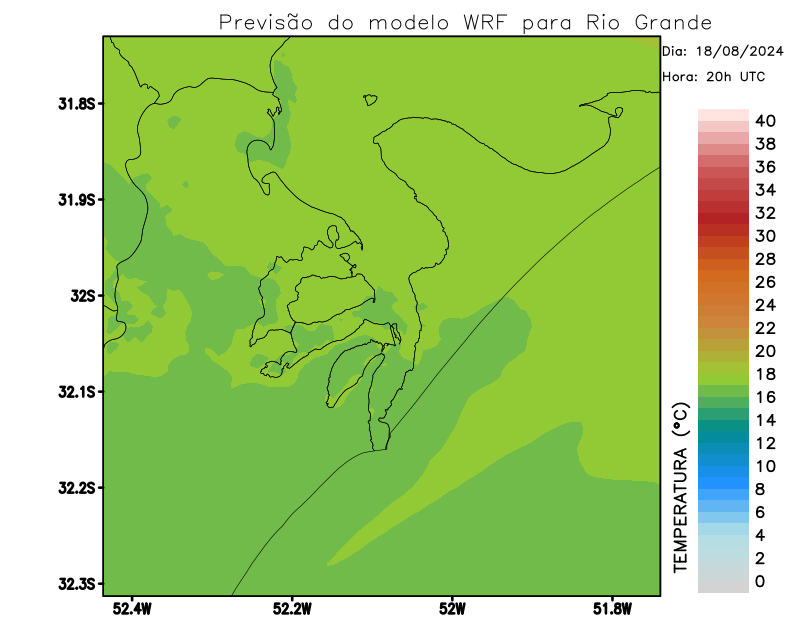 Previsão do modelo WRF para Rio Grande
Dia: 18/08/2024
Hora: 20h UTC
31.8S
31.9S
32S
32.1S
32.2S
32.3S
52.4W
52.2W
52W
51.8W
TEMPERATURA (°C)
40
38
36
34
32
30
28
26
24
22
20
18
16
14
12
10
8
6
4
2
0